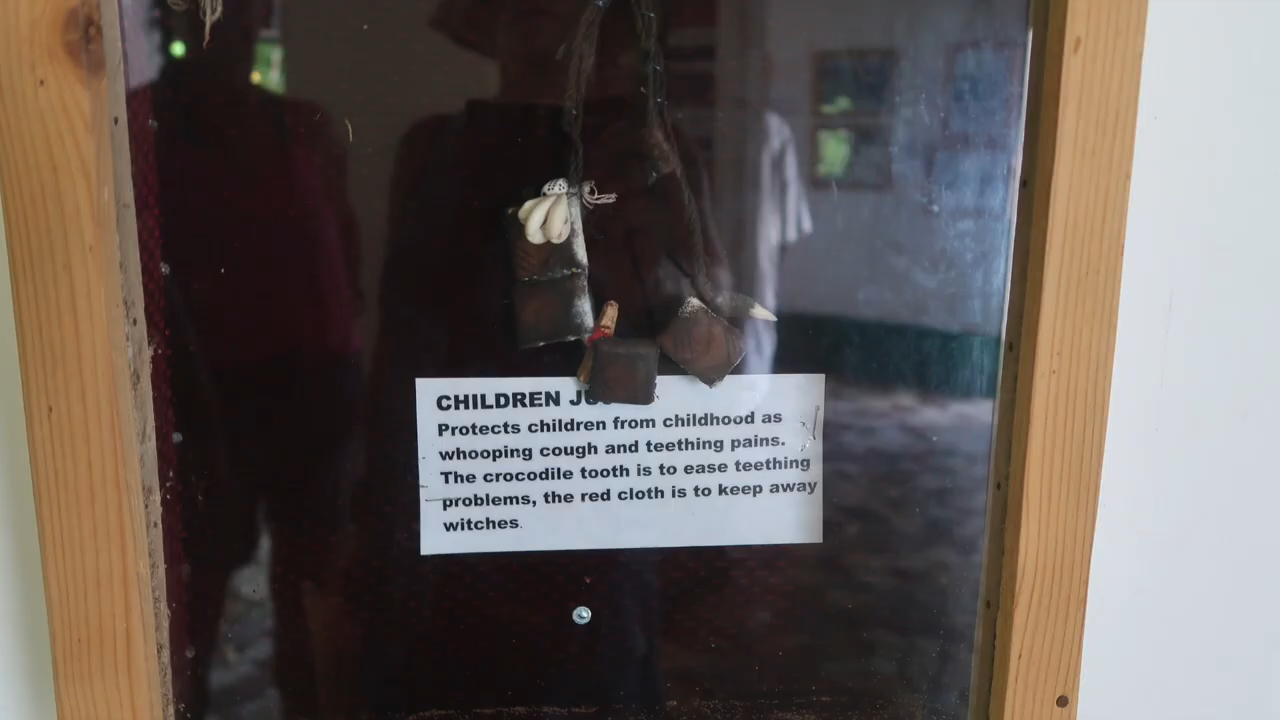 CHILDREN
Protects children from childhood as
whooping cough and teething pains.
The crocodile tooth is to ease teething
problems, the red cloth is to keep away
witches.